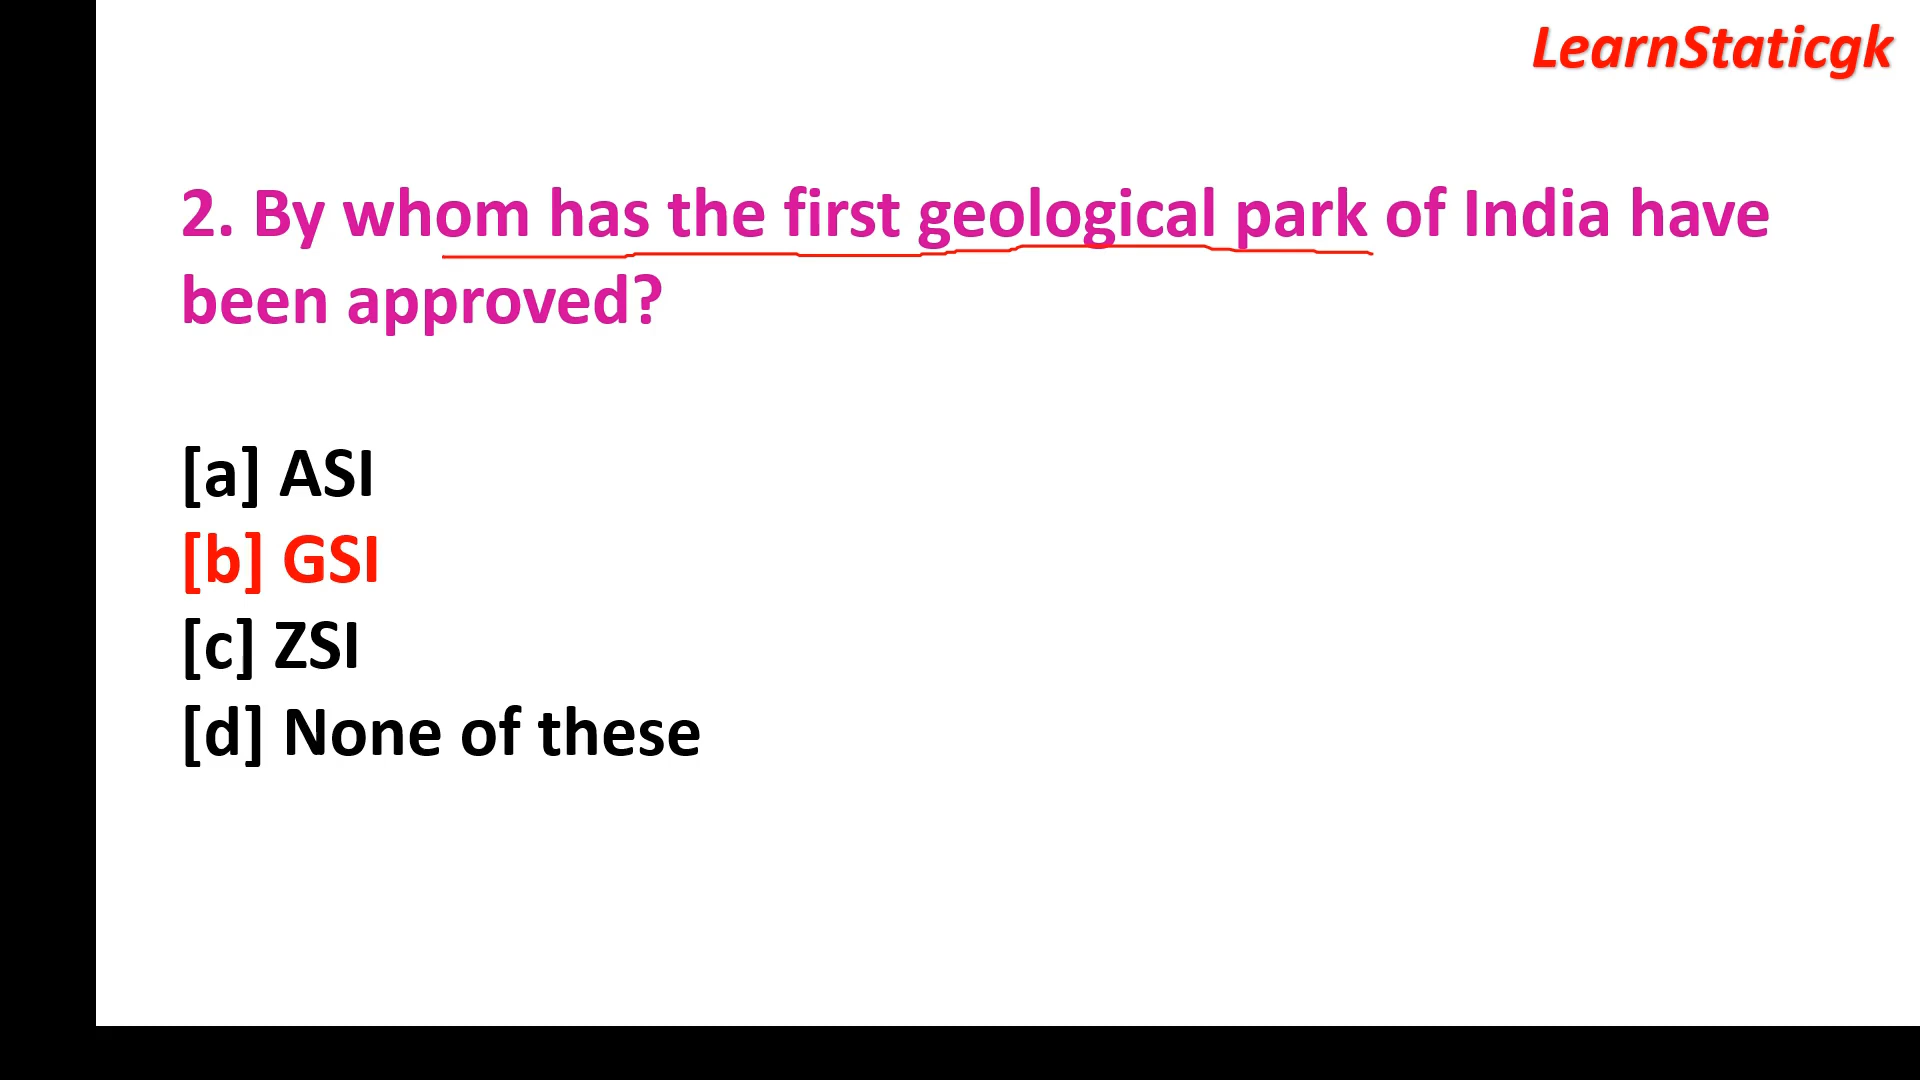 LearnStaticgk
2. By whom has the first geological park of India have
been approved?
[a] ASI
[b] GSI
[c] ZSI
[d] None of these